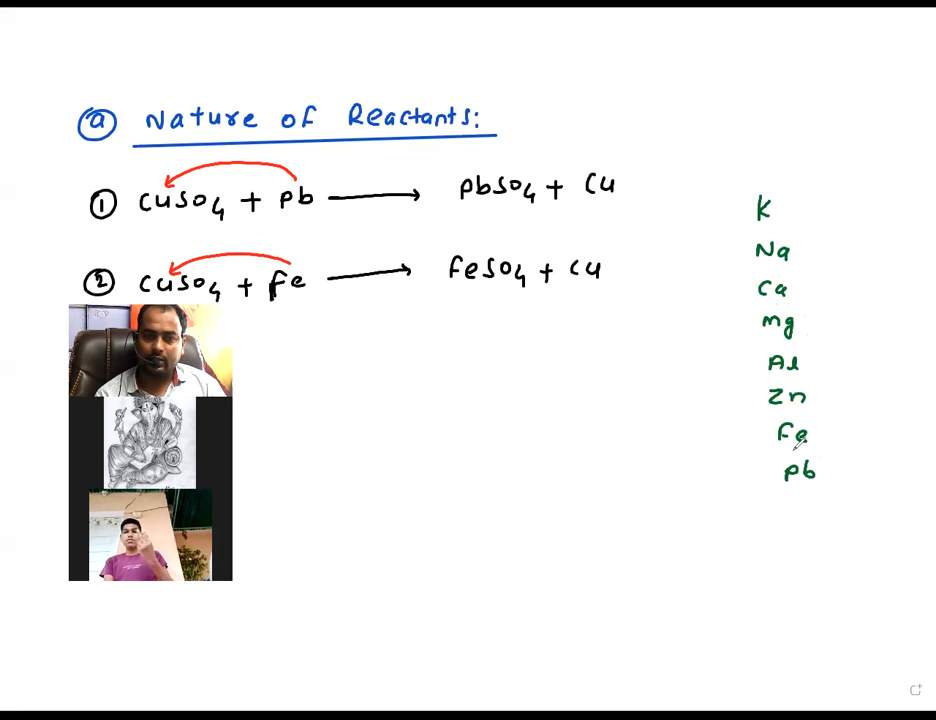 a Nature of Reactants:
1 CuSO4 + pb → pbSO4 + Cu
2 CuSO4 + Fe → FeSO4 + Cu
K
Na
Ca
Mg
Al
Zn
Fe
pb